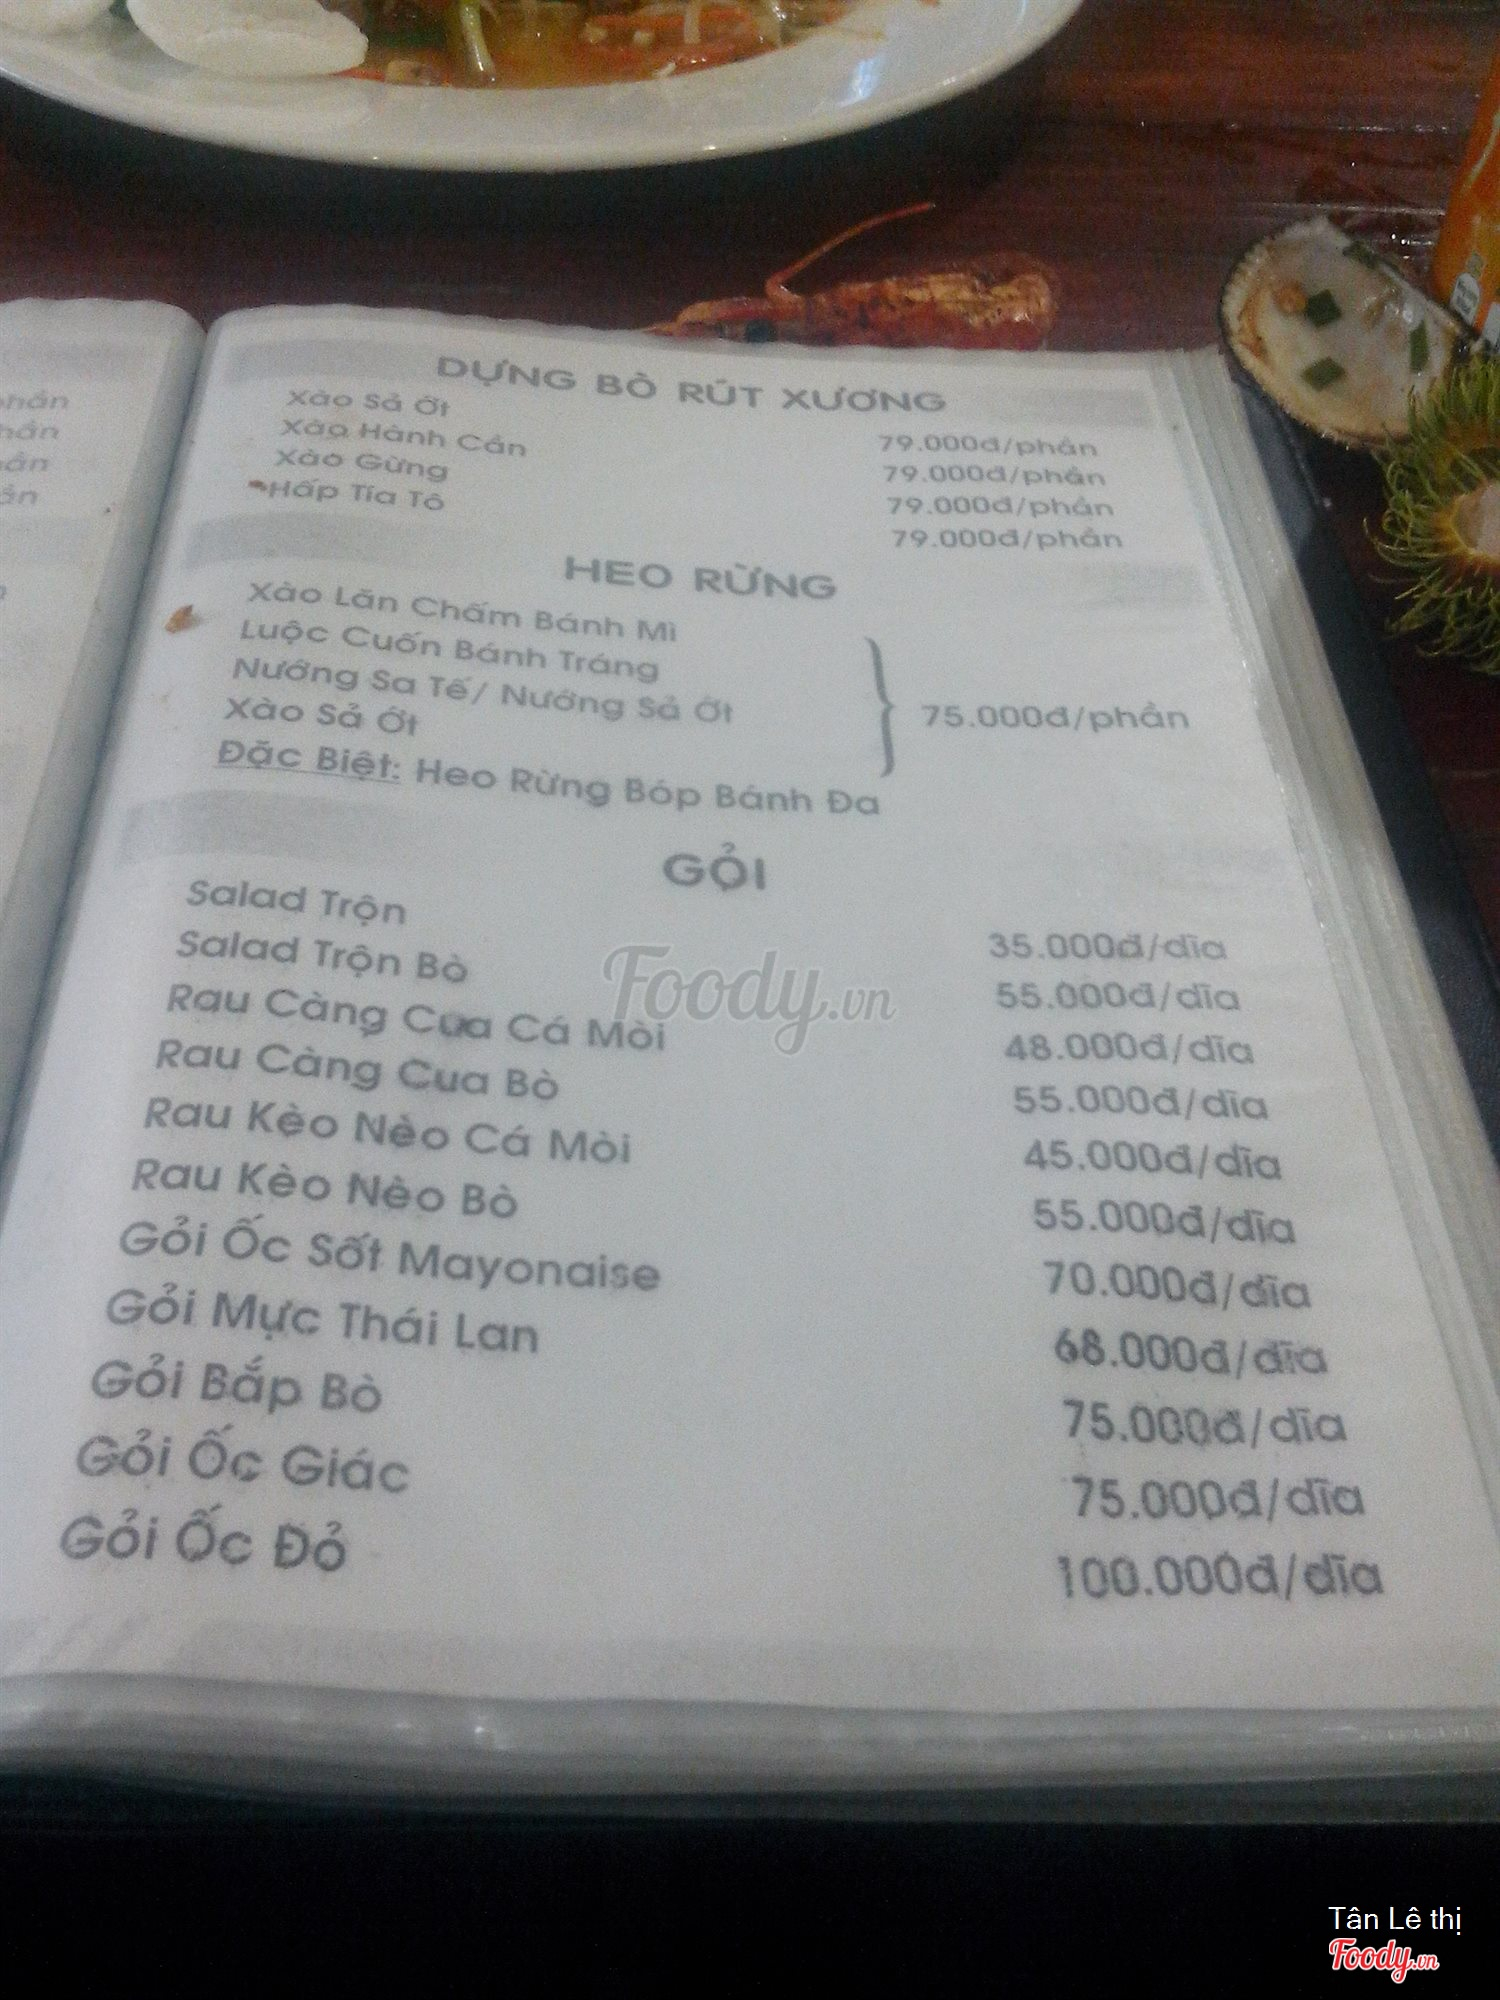 hần
hần
ần
ần
DỰNG BÒ RÚT XƯƠNG
Xào Sả Ớt 79.000đ/phần
Xào Hành Cần 79.000đ/phần
Xào Gừng 79.000đ/phần
Hấp Tía Tô 79.000đ/phần
HEO RỪNG
Xào Lăn Chấm Bánh Mì
Luộc Cuốn Bánh Tráng
Nướng Sa Tế/ Nướng Sả Ớt 75.000đ/phần
Xào Sả Ớt
Đặc Biệt: Heo Rừng Bóp Bánh Đa
GỎI
Salad Trộn 35.000đ/dĩa
Salad Trộn Bò 55.000đ/dĩa
Rau Càng Cua Cá Mòi 48.000đ/dĩa
Rau Càng Cua Bò 55.000đ/dĩa
Rau Kèo Nèo Cá Mòi 45.000đ/dĩa
Rau Kèo Nèo Bò 55.000đ/dĩa
Gỏi Ốc Sốt Mayonaise 70.000đ/dĩa
Gỏi Mực Thái Lan 68.000đ/dĩa
Gỏi Bắp Bò 75.000đ/dĩa
Gỏi Ốc Giác 75.000đ/dĩa
Gỏi Ốc Đỏ 100.000đ/dĩa
Foody.vn
Tân Lê thị
Foody.vn